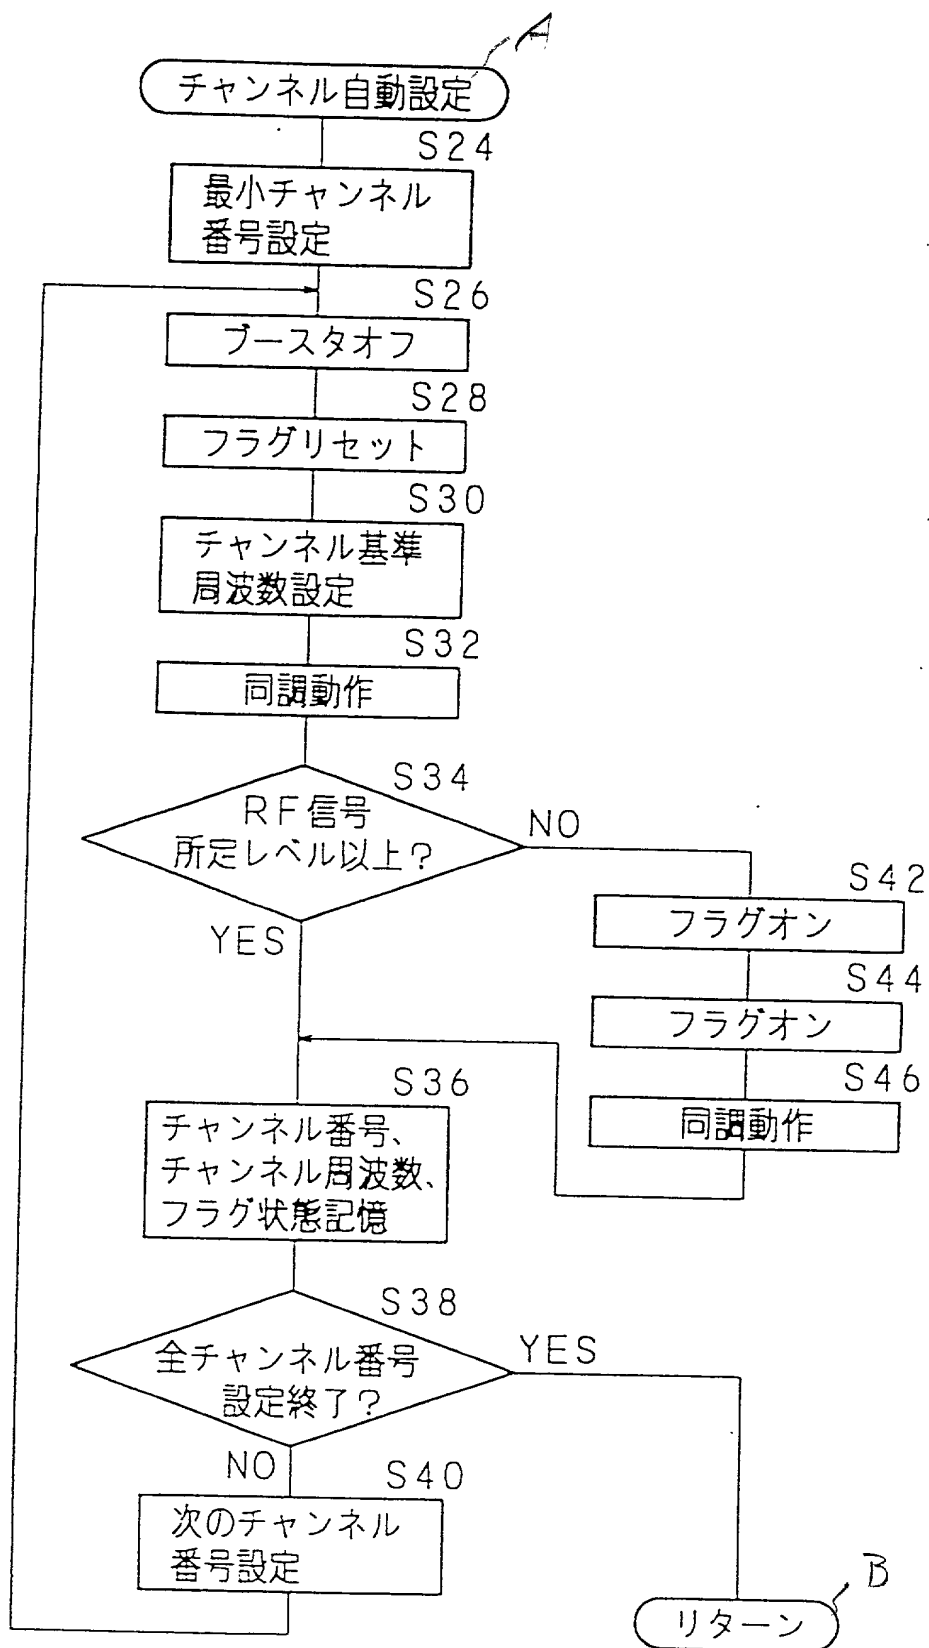 A
チャンネル自動設定
S24
最小チャンネル
番号設定
S26
ブースタオフ
S28
フラグリセット
S30
チャンネル基準
周波数設定
S32
同調動作
S34
RF信号
所定レベル以上?
NO
YES
S42
フラグオン
S44
フラグオン
S46
同調動作
S36
チャンネル番号、
チャンネル周波数、
フラグ状態記憶
S38
全チャンネル番号
設定終了?
YES
NO
S40
次のチャンネル
番号設定
B
リターン